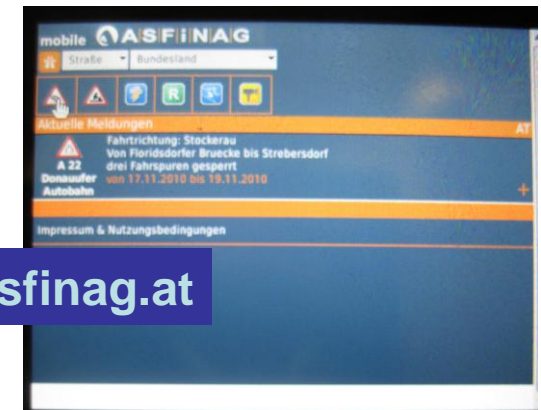 mobile ASFiNAG
Straße Bundesland
R
Aktuelle Meldungen AT
Fahrtrichtung: Stockerau
Von Floridsdorfer Bruecke bis Strebersdorf
A 22 drei Fahrspuren gesperrt
Donauufer von 17.11.2010 bis 19.11.2010
Autobahn +
Impressum & Nutzungsbedingungen
sfinag.at